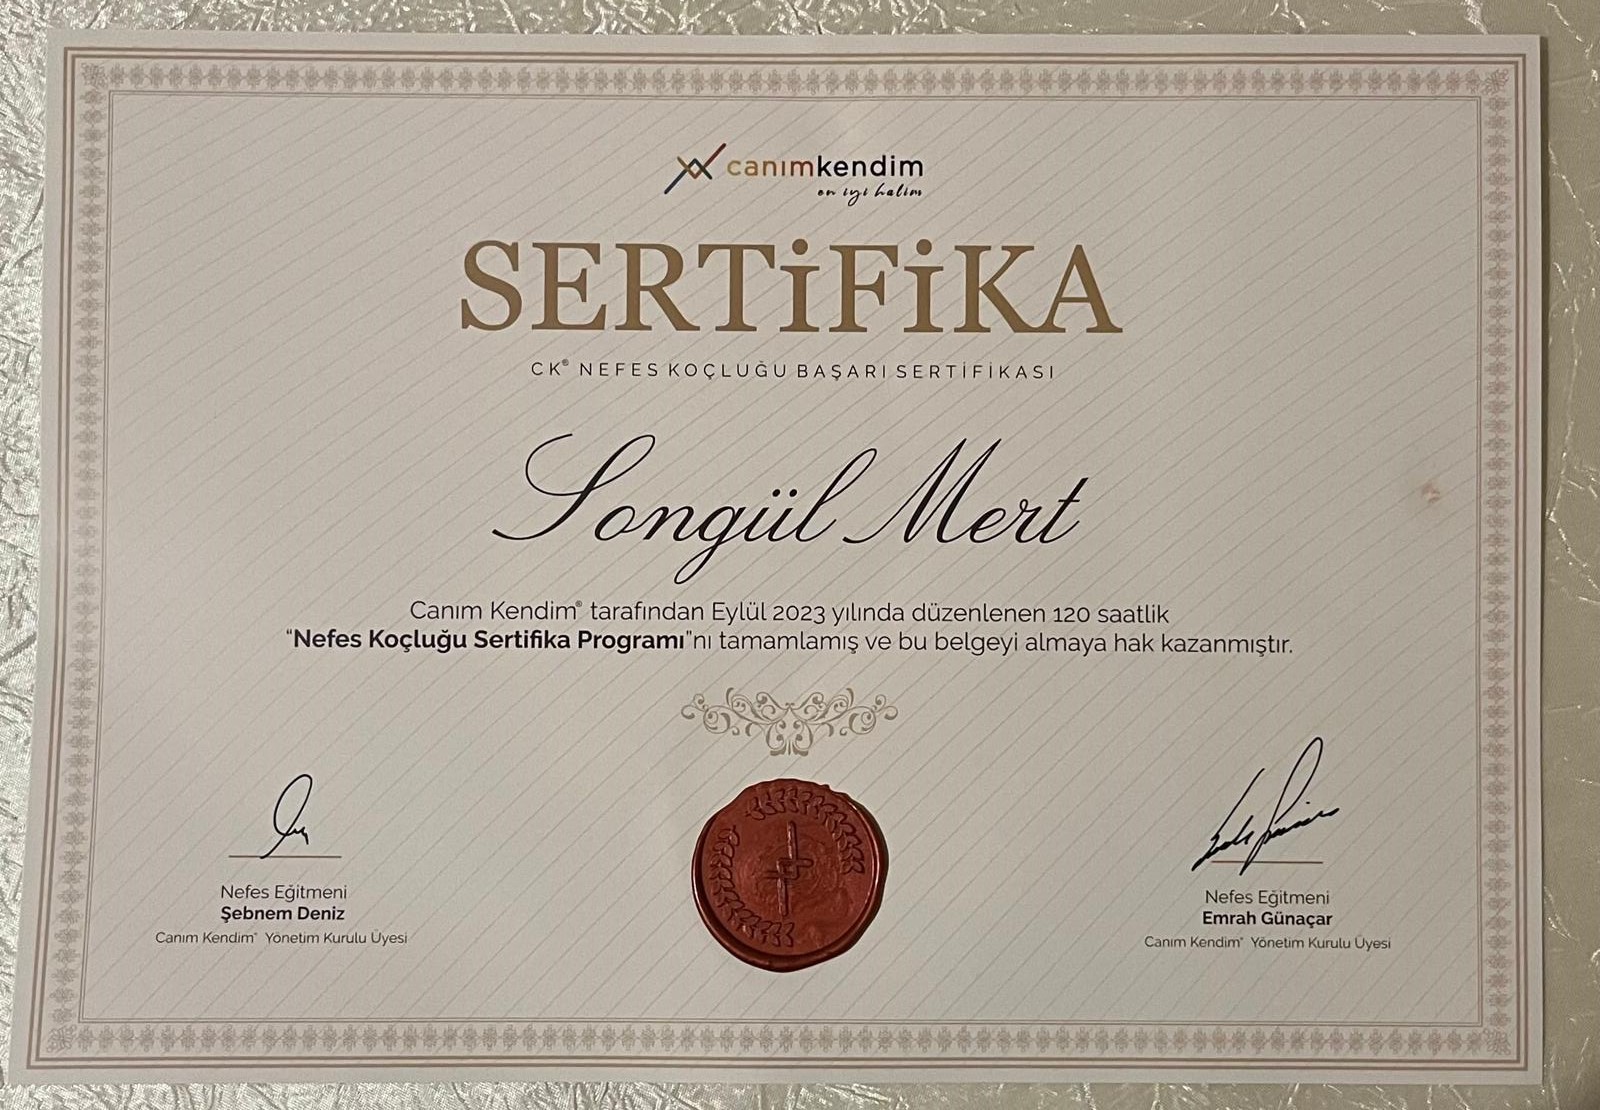 canımkendim
en iyi halim
SERTİFİKA
CK® NEFES KOÇLUĞU BAŞARI SERTİFİKASI
Songül Mert
Canım Kendim® tarafından Eylül 2023 yılında düzenlenen 120 saatlik
“Nefes Koçluğu Sertifika Programı”nı tamamlamış ve bu belgeyi almaya hak kazanmıştır.
Nefes Eğitmeni
Şebnem Deniz
Canım Kendim® Yönetim Kurulu Üyesi
Nefes Eğitmeni
Emrah Günaçar
Canım Kendim® Yönetim Kurulu Üyesi